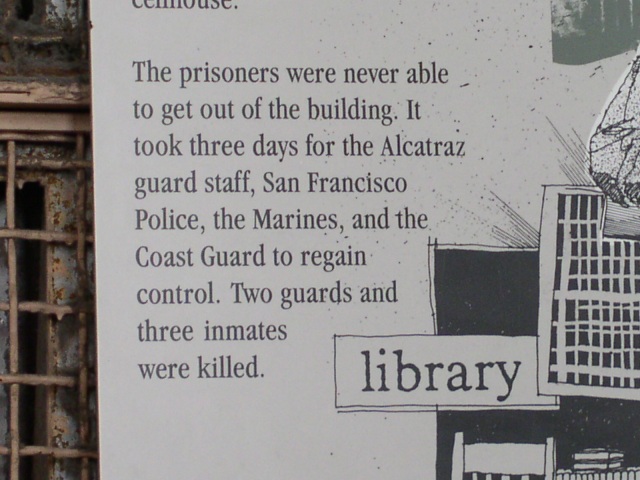 cellhouse.
The prisoners were never able
to get out of the building. It
took three days for the Alcatraz
guard staff, San Francisco
Police, the Marines, and the
Coast Guard to regain
control. Two guards and
three inmates
were killed.
library